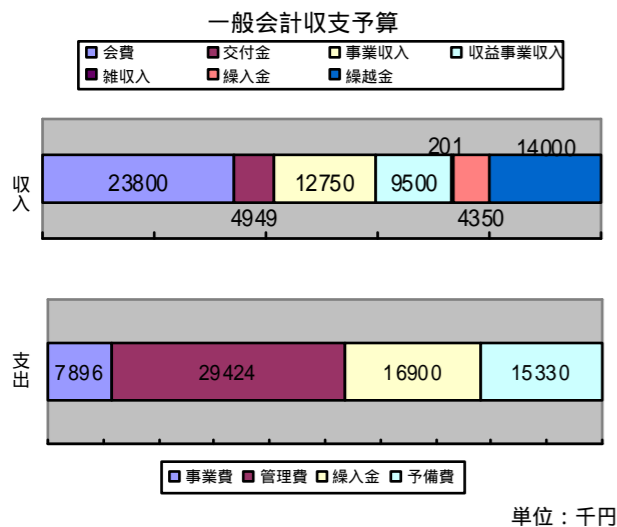 一般会計収支予算
会費 交付金 事業収入 収益事業収入
雑収入 繰入金 繰越金
収入
23800 4949 12750 9500 201 4350 14000
支出
7896 29424 16900 15330
事業費 管理費 繰入金 予備費
単位：千円